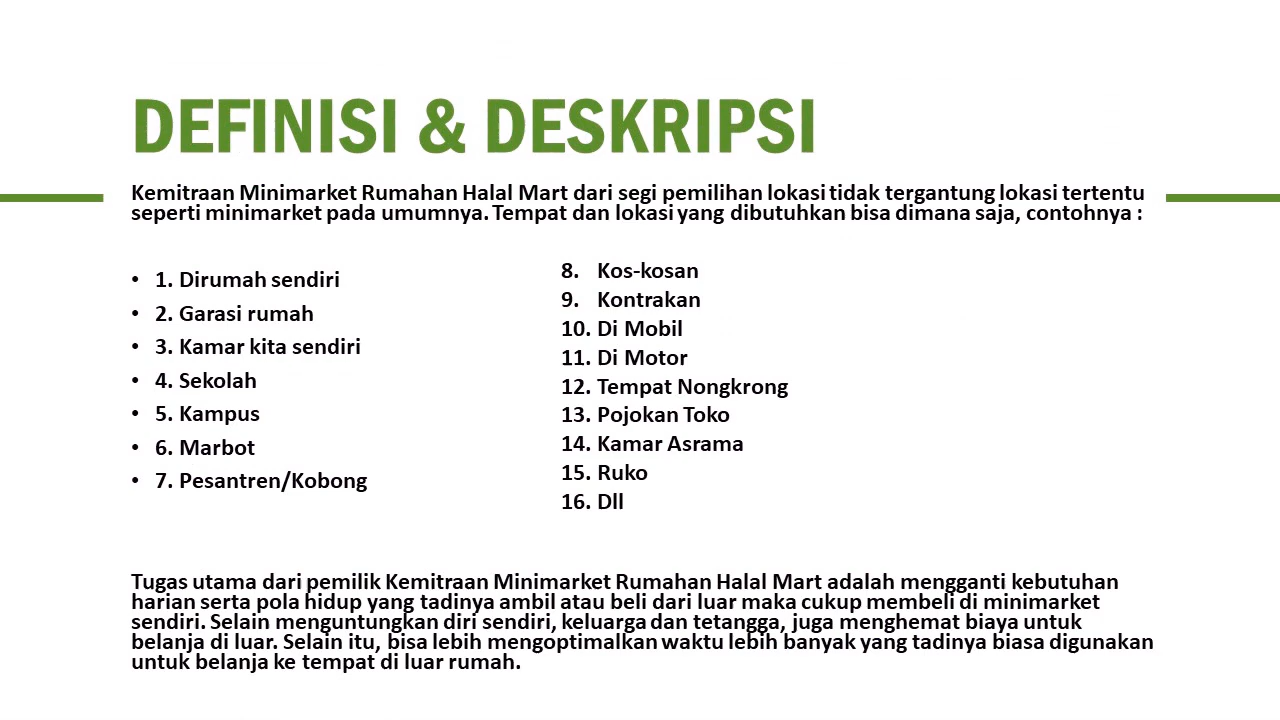 DEFINISI & DESKRIPSI
Kemitraan Minimarket Rumahan Halal Mart dari segi pemilihan lokasi tidak tergantung lokasi tertentu
seperti minimarket pada umumnya. Tempat dan lokasi yang dibutuhkan bisa dimana saja, contohnya :
• 1. Dirumah sendiri
• 2. Garasi rumah
• 3. Kamar kita sendiri
• 4. Sekolah
• 5. Kampus
• 6. Marbot
• 7. Pesantren/Kobong
8. Kos-kosan
9. Kontrakan
10. Di Mobil
11. Di Motor
12. Tempat Nongkrong
13. Pojokan Toko
14. Kamar Asrama
15. Ruko
16. Dll
Tugas utama dari pemilik Kemitraan Minimarket Rumahan Halal Mart adalah mengganti kebutuhan
harian serta pola hidup yang tadinya ambil atau beli dari luar maka cukup membeli di minimarket
sendiri. Selain menguntungkan diri sendiri, keluarga dan tetangga, juga menghemat biaya untuk
belanja di luar. Selain itu, bisa lebih mengoptimalkan waktu lebih banyak yang tadinya biasa digunakan
untuk belanja ke tempat di luar rumah.